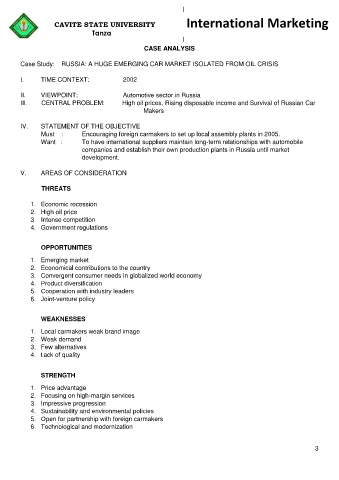 CAVITE STATE UNIVERSITY
Tanza
International Marketing
CASE ANALYSIS
Case Study: RUSSIA: A HUGE EMERGING CAR MARKET ISOLATED FROM OIL CRISIS
I. TIME CONTEXT: 2002
II. VIEWPOINT: Automotive sector in Russia
III. CENTRAL PROBLEM: High oil prices, Rising disposable income and Survival of Russian Car
Makers
IV. STATEMENT OF THE OBJECTIVE
Must : Encouraging foreign carmakers to set up local assembly plants in 2005.
Want : To have international suppliers maintain long-term relationships with automobile
companies and establish their own production plants in Russia until market
development.
V. AREAS OF CONSIDERATION
THREATS
1. Economic recession
2. High oil price
3. Intense competition
4. Government regulations
OPPORTUNITIES
1. Emerging market
2. Economical contributions to the country
3. Convergent consumer needs in globalized world economy
4. Product diversification
5. Cooperation with industry leaders
6. Joint-venture policy
WEAKNESSES
1. Local carmakers weak brand image
2. Weak demand
3. Few alternatives
4. Lack of quality
STRENGTH
1. Price advantage
2. Focusing on high-margin services
3. Impressive progression
4. Sustainability and environmental policies
5. Open for partnership with foreign carmakers
6. Technological and modernization
3